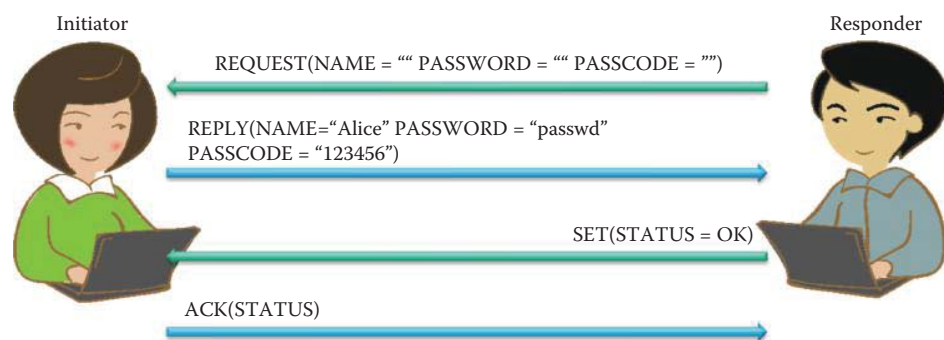 Initiator
Responder
REQUEST(NAME = ““ PASSWORD = ““ PASSCODE = ””)
REPLY(NAME=“Alice” PASSWORD = “passwd”
PASSCODE = “123456”)
SET(STATUS = OK)
ACK(STATUS)